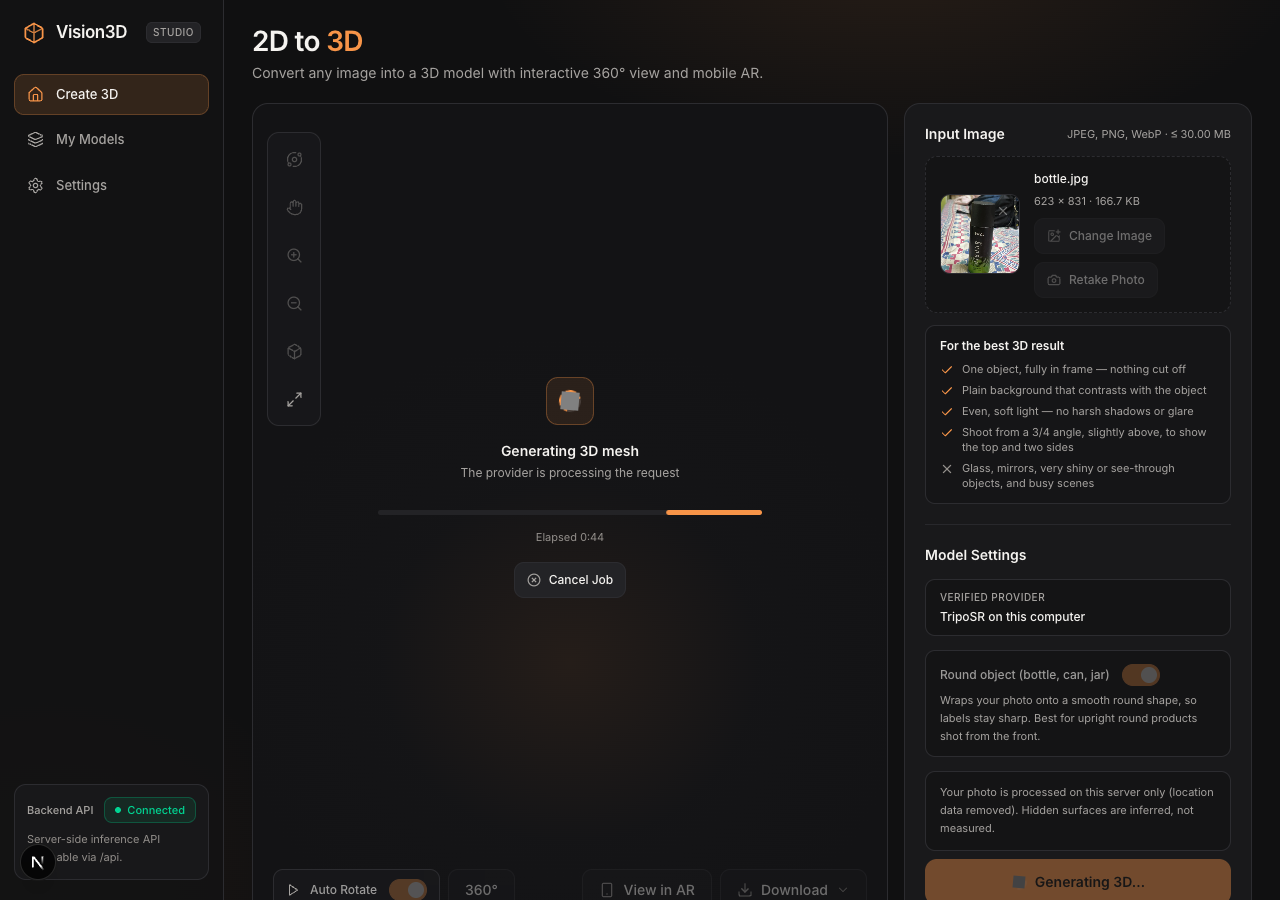 Vision3D
STUDIO
Create 3D
My Models
Settings
Backend API
Connected
Server-side inference API
able via /api.
N
2D to 3D
Convert any image into a 3D model with interactive 360° view and mobile AR.
Generating 3D mesh
The provider is processing the request
Elapsed 0:44
Cancel Job
Auto Rotate
360°
View in AR
Download
Input Image
JPEG, PNG, WebP · ≤ 30.00 MB
bottle.jpg
623 × 831 · 166.7 KB
Change Image
Retake Photo
For the best 3D result
One object, fully in frame — nothing cut off
Plain background that contrasts with the object
Even, soft light — no harsh shadows or glare
Shoot from a 3/4 angle, slightly above, to show
the top and two sides
Glass, mirrors, very shiny or see-through
objects, and busy scenes
Model Settings
VERIFIED PROVIDER
TripoSR on this computer
Round object (bottle, can, jar)
Wraps your photo onto a smooth round shape, so
labels stay sharp. Best for upright round products
shot from the front.
Your photo is processed on this server only (location
data removed). Hidden surfaces are inferred, not
measured.
Generating 3D...